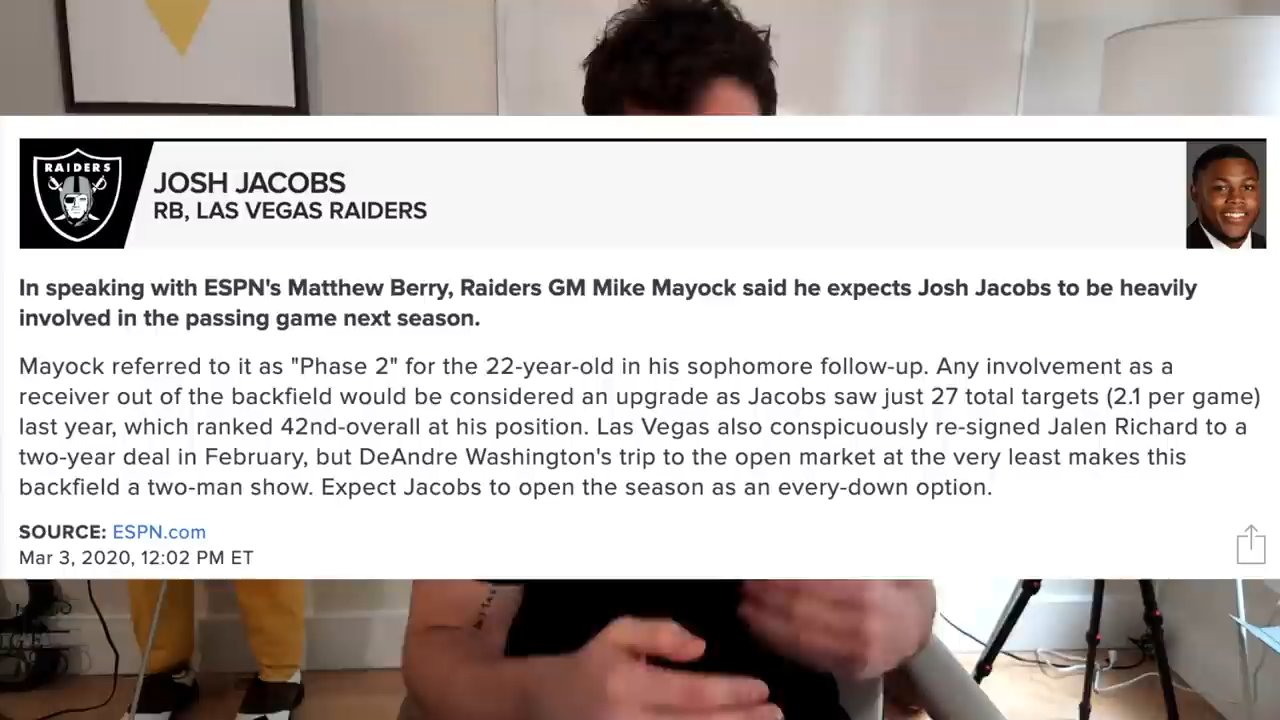 RAIDERS
JOSH JACOBS
RB, LAS VEGAS RAIDERS
In speaking with ESPN's Matthew Berry, Raiders GM Mike Mayock said he expects Josh Jacobs to be heavily
involved in the passing game next season.
Mayock referred to it as "Phase 2" for the 22-year-old in his sophomore follow-up. Any involvement as a
receiver out of the backfield would be considered an upgrade as Jacobs saw just 27 total targets (2.1 per game)
last year, which ranked 42nd-overall at his position. Las Vegas also conspicuously re-signed Jalen Richard to a
two-year deal in February, but DeAndre Washington's trip to the open market at the very least makes this
backfield a two-man show. Expect Jacobs to open the season as an every-down option.
SOURCE: ESPN.com
Mar 3, 2020, 12:02 PM ET